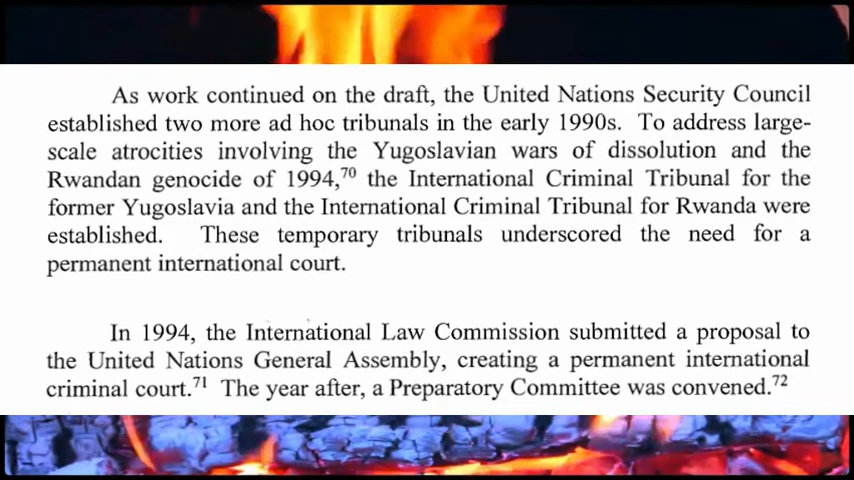 As work continued on the draft, the United Nations Security Council
established two more ad hoc tribunals in the early 1990s. To address large-
scale atrocities involving the Yugoslavian wars of dissolution and the
Rwandan genocide of 1994,70 the International Criminal Tribunal for the
former Yugoslavia and the International Criminal Tribunal for Rwanda were
established. These temporary tribunals underscored the need for a
permanent international court.
In 1994, the International Law Commission submitted a proposal to
the United Nations General Assembly, creating a permanent international
criminal court.71 The year after, a Preparatory Committee was convened.72